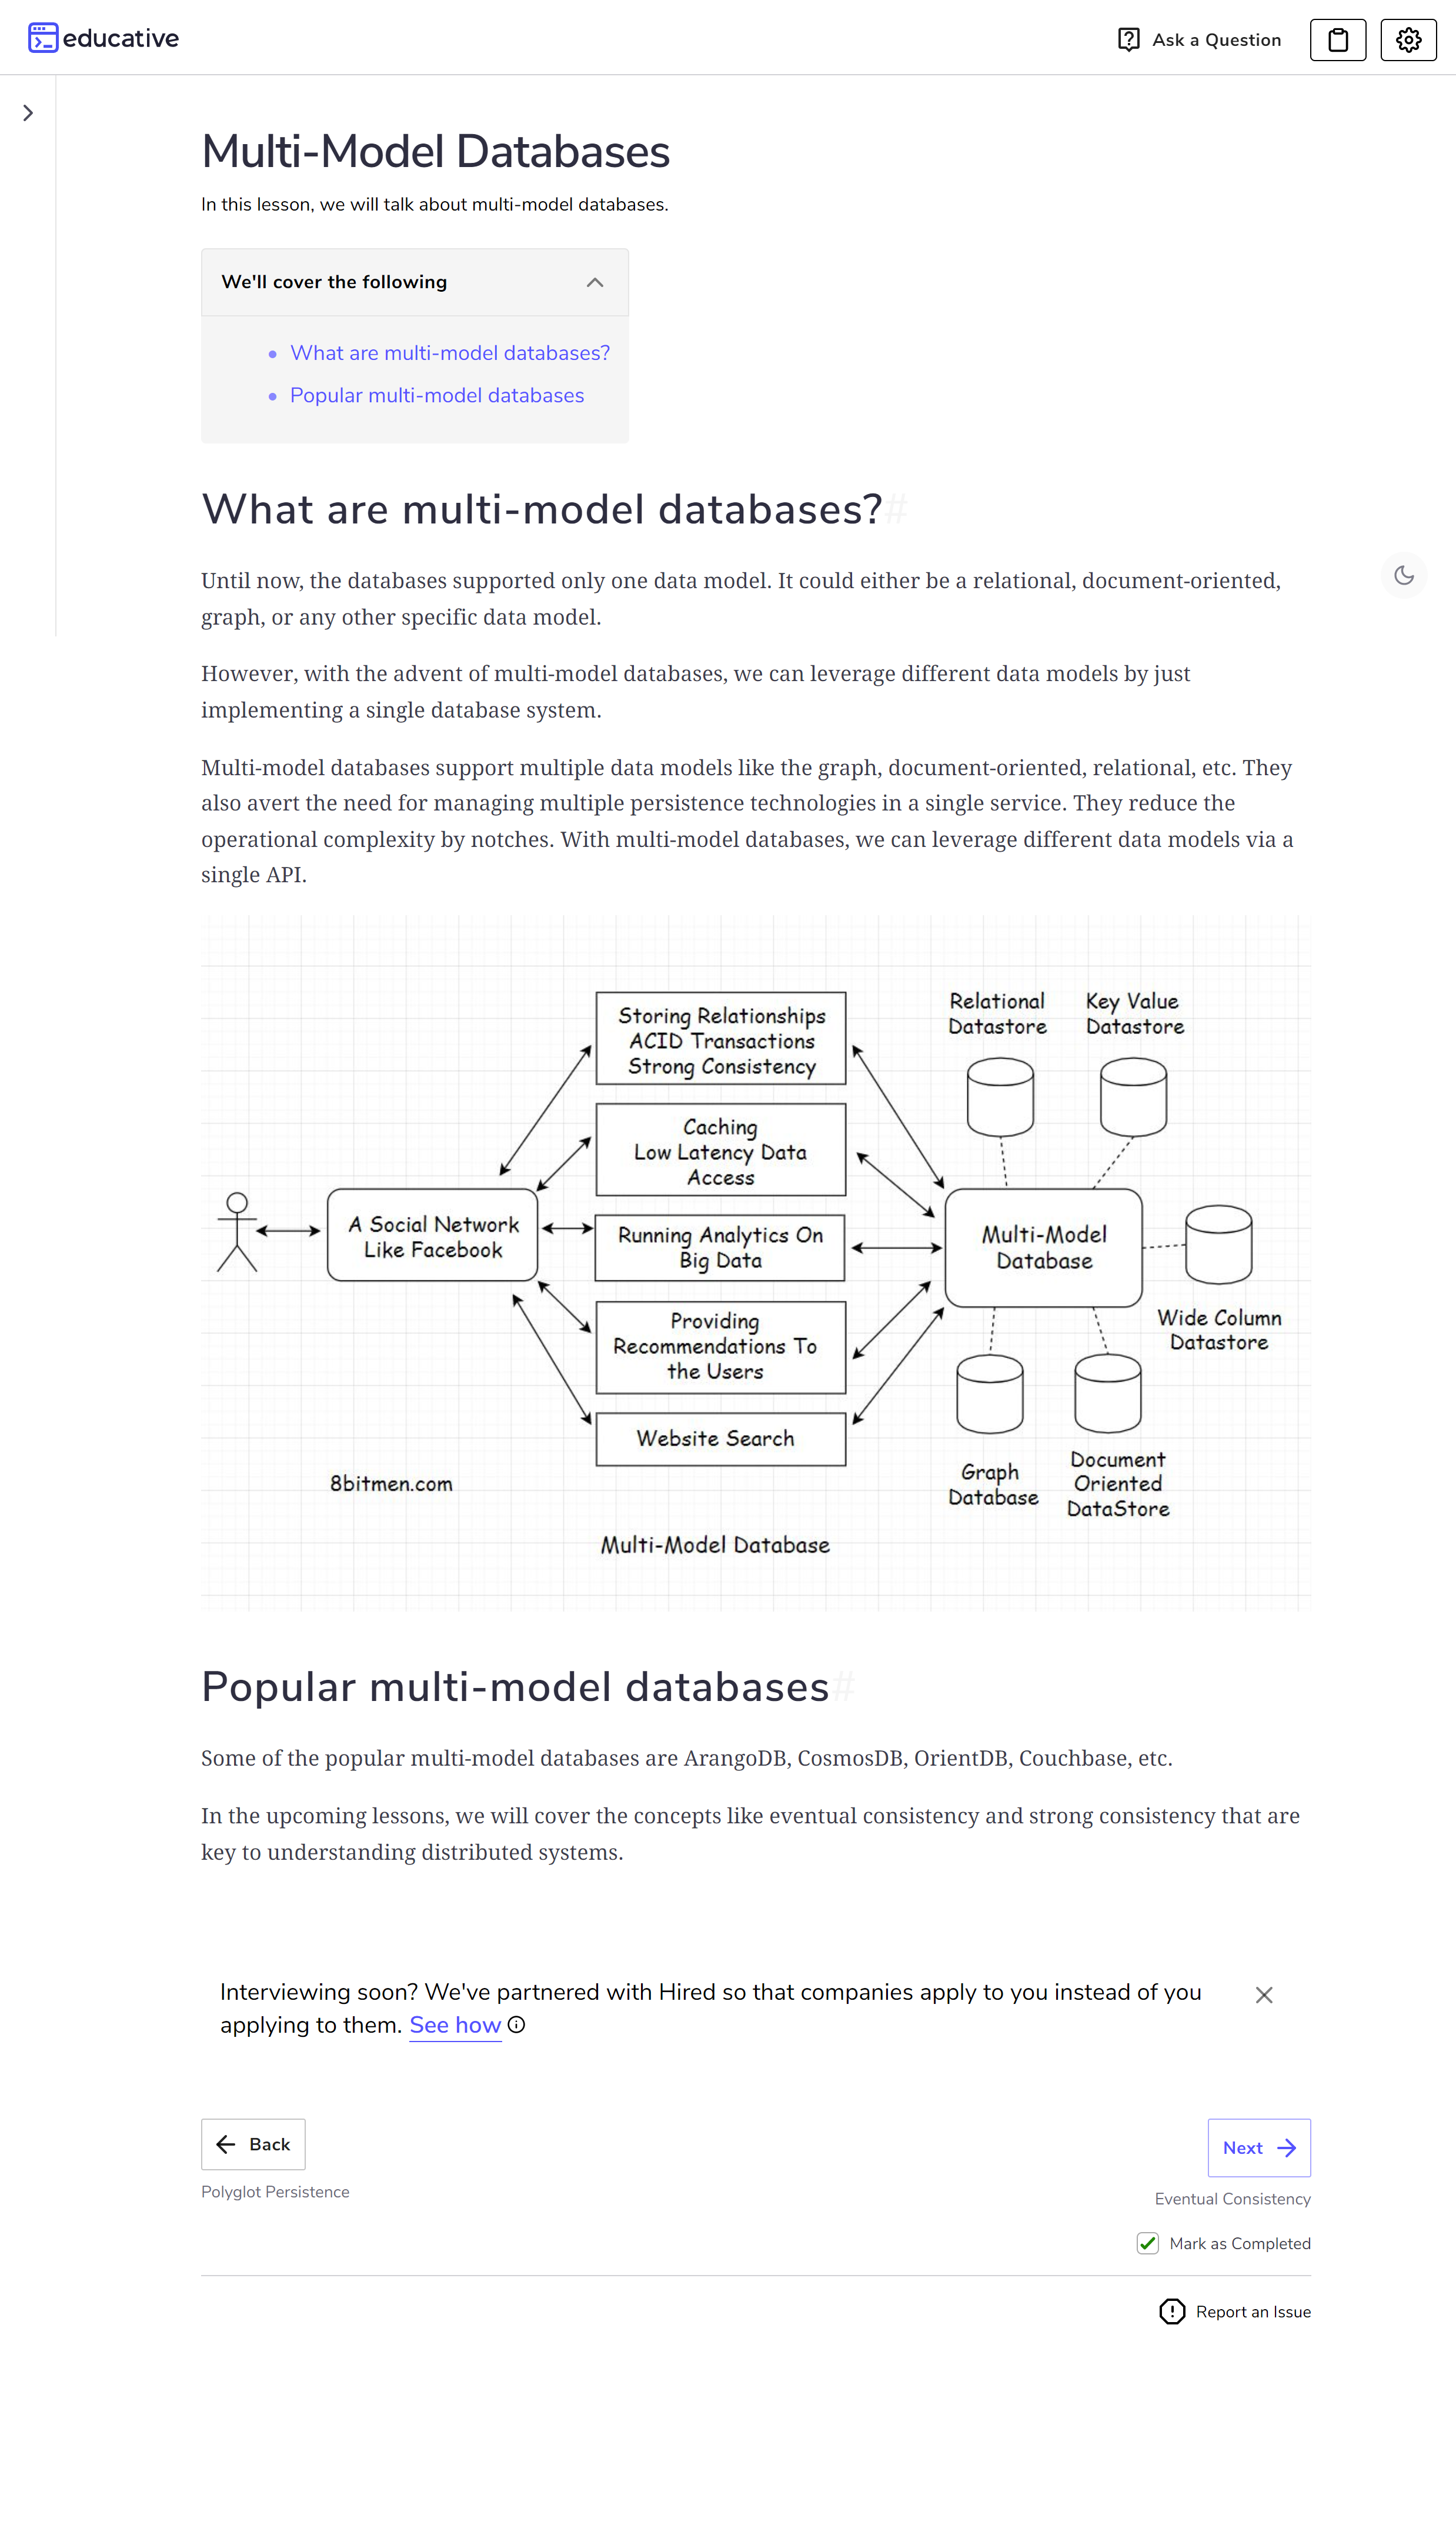 educative
Ask a Question
Multi-Model Databases
In this lesson, we will talk about multi-model databases.
We'll cover the following
What are multi-model databases?
Popular multi-model databases
What are multi-model databases?#
Until now, the databases supported only one data model. It could either be a relational, document-oriented,
graph, or any other specific data model.
However, with the advent of multi-model databases, we can leverage different data models by just
implementing a single database system.
Multi-model databases support multiple data models like the graph, document-oriented, relational, etc. They
also avert the need for managing multiple persistence technologies in a single service. They reduce the
operational complexity by notches. With multi-model databases, we can leverage different data models via a
single API.
Storing Relationships
ACID Transactions
Strong Consistency
Caching
Low Latency Data
Access
Running Analytics On
Big Data
Providing
Recommendations To
the Users
Website Search
A Social Network
Like Facebook
Multi-Model
Database
Relational
Datastore
Key Value
Datastore
Wide Column
Datastore
Graph
Database
Document
Oriented
DataStore
8bitmen.com
Multi-Model Database
Popular multi-model databases#
Some of the popular multi-model databases are ArangoDB, CosmosDB, OrientDB, Couchbase, etc.
In the upcoming lessons, we will cover the concepts like eventual consistency and strong consistency that are
key to understanding distributed systems.
Interviewing soon? We've partnered with Hired so that companies apply to you instead of you
applying to them. See how
Back
Next
Polyglot Persistence
Eventual Consistency
Mark as Completed
Report an Issue